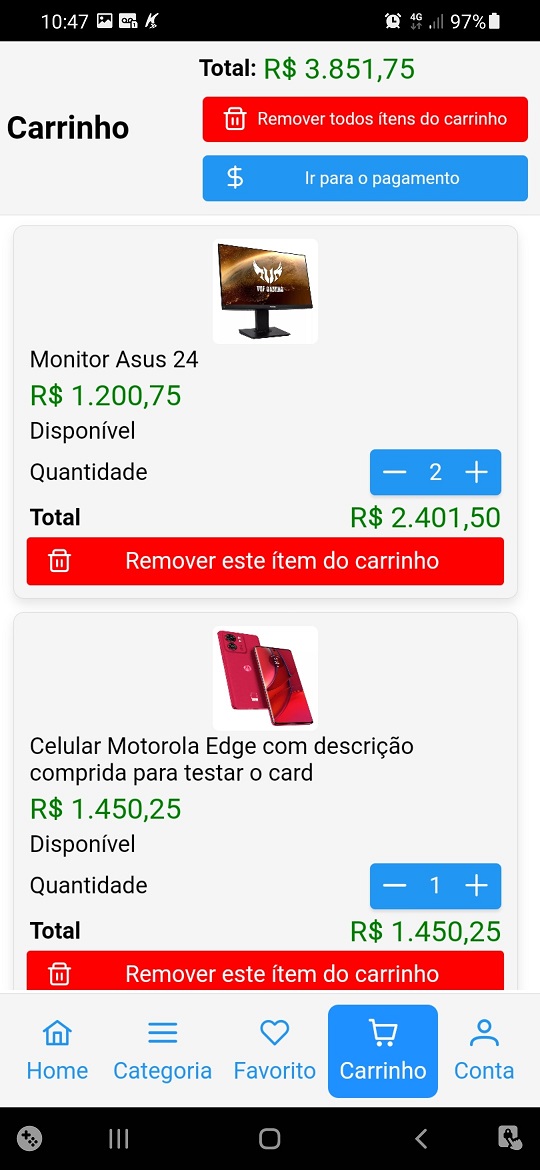 10:47
4G
97%
Total: R$ 3.851,75
Remover todos ítens do carrinho
Carrinho
Ir para o pagamento
TUF GAMING
Monitor Asus 24
R$ 1.200,75
Disponível
Quantidade
2
Total
R$ 2.401,50
Remover este ítem do carrinho
Celular Motorola Edge com descrição
comprida para testar o card
R$ 1.450,25
Disponível
Quantidade
1
Total
R$ 1.450,25
Remover este ítem do carrinho
Home
Categoria
Favorito
Carrinho
Conta